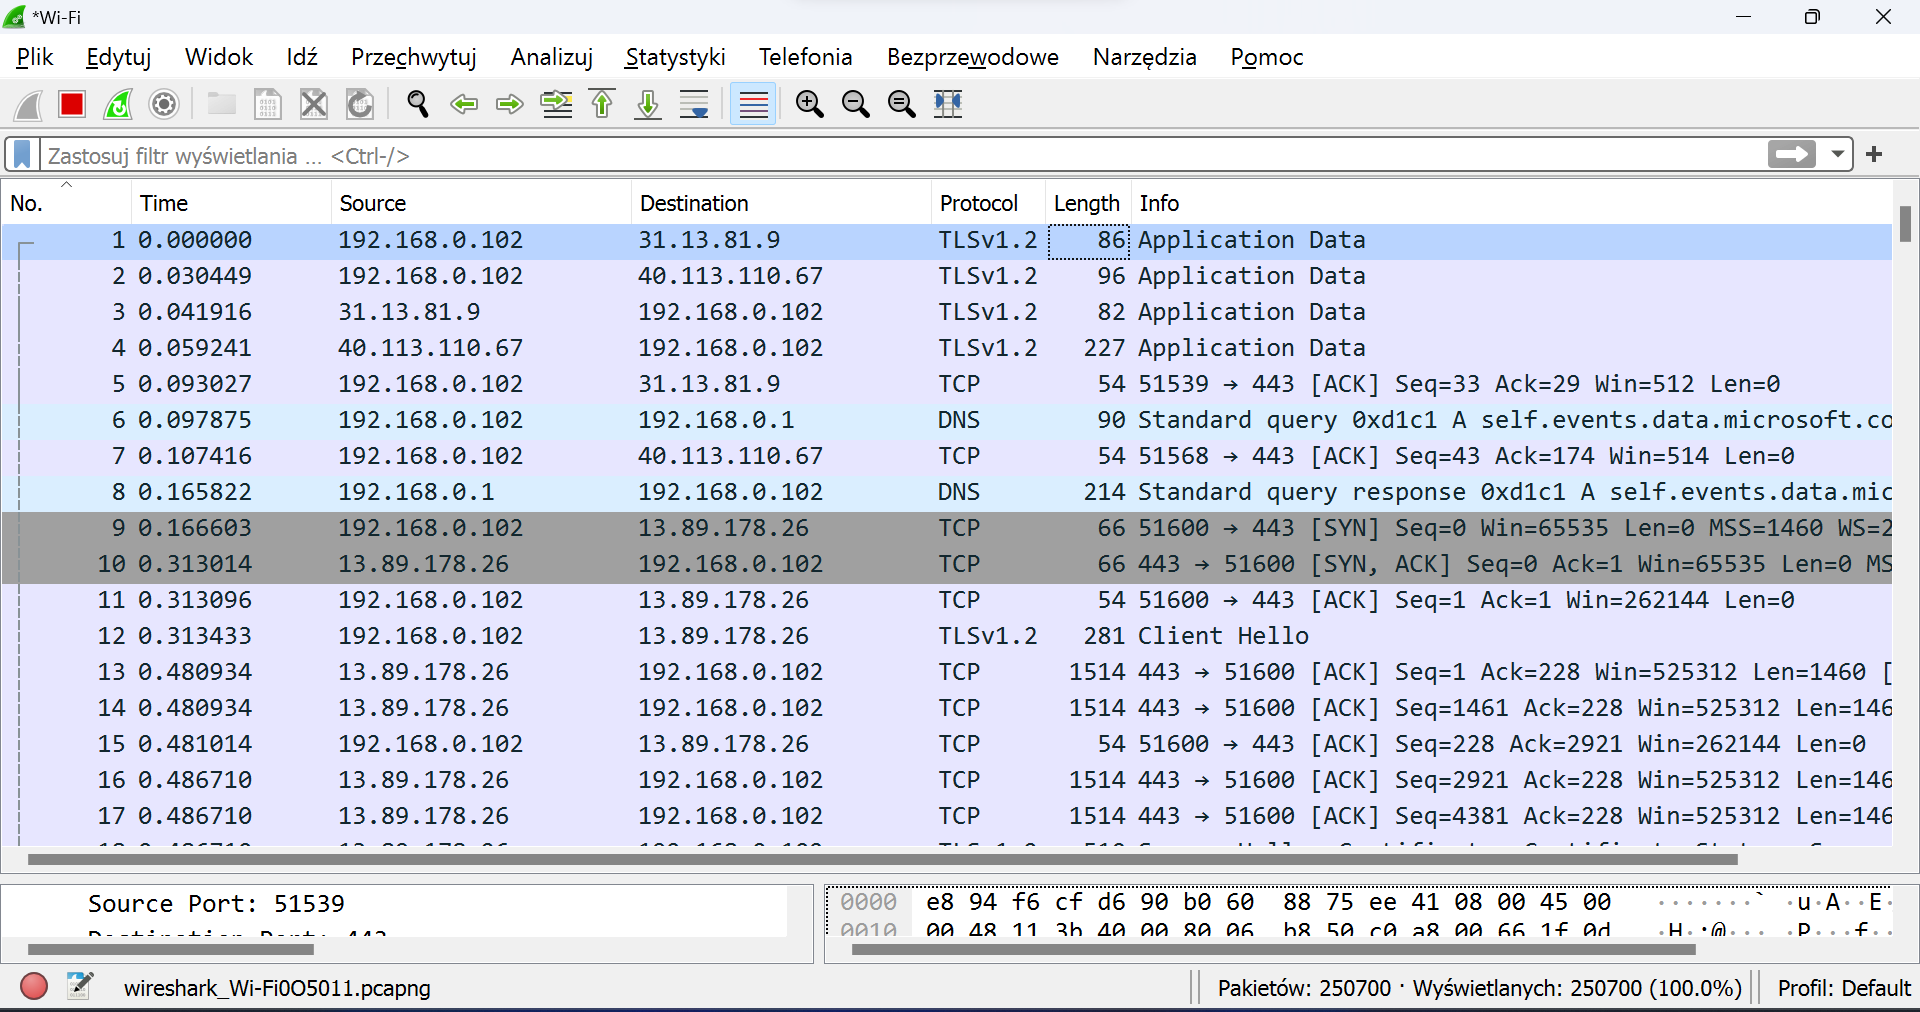 *Wi-Fi
Plik Edytuj Widok Idź Przechwytuj Analizuj Statystyki Telefonia Bezprzewodowe Narzędzia Pomoc
Zastosuj filtr wyświetlania … <Ctrl-/>
No. Time Source Destination Protocol Length Info
1 0.000000 192.168.0.102 31.13.81.9 TLSv1.2 86 Application Data
2 0.030449 192.168.0.102 40.113.110.67 TLSv1.2 96 Application Data
3 0.041916 31.13.81.9 192.168.0.102 TLSv1.2 82 Application Data
4 0.059241 40.113.110.67 192.168.0.102 TLSv1.2 227 Application Data
5 0.093027 192.168.0.102 31.13.81.9 TCP 54 51539 → 443 [ACK] Seq=33 Ack=29 Win=512 Len=0
6 0.097875 192.168.0.102 192.168.0.1 DNS 90 Standard query 0xd1c1 A self.events.data.microsoft.co
7 0.107416 192.168.0.102 40.113.110.67 TCP 54 51568 → 443 [ACK] Seq=43 Ack=174 Win=514 Len=0
8 0.165822 192.168.0.1 192.168.0.102 DNS 214 Standard query response 0xd1c1 A self.events.data.mic
9 0.166603 192.168.0.102 13.89.178.26 TCP 66 51600 → 443 [SYN] Seq=0 Win=65535 Len=0 MSS=1460 WS=2
10 0.313014 13.89.178.26 192.168.0.102 TCP 66 443 → 51600 [SYN, ACK] Seq=0 Ack=1 Win=65535 Len=0 MS
11 0.313096 192.168.0.102 13.89.178.26 TCP 54 51600 → 443 [ACK] Seq=1 Ack=1 Win=262144 Len=0
12 0.313433 192.168.0.102 13.89.178.26 TLSv1.2 281 Client Hello
13 0.480934 13.89.178.26 192.168.0.102 TCP 1514 443 → 51600 [ACK] Seq=1 Ack=228 Win=525312 Len=1460 [
14 0.480934 13.89.178.26 192.168.0.102 TCP 1514 443 → 51600 [ACK] Seq=1461 Ack=228 Win=525312 Len=146
15 0.481014 192.168.0.102 13.89.178.26 TCP 54 51600 → 443 [ACK] Seq=228 Ack=2921 Win=262144 Len=0
16 0.486710 13.89.178.26 192.168.0.102 TCP 1514 443 → 51600 [ACK] Seq=2921 Ack=228 Win=525312 Len=146
17 0.486710 13.89.178.26 192.168.0.102 TCP 1514 443 → 51600 [ACK] Seq=4381 Ack=228 Win=525312 Len=146
Source Port: 51539
Destination Port: 443
0000 e8 94 f6 cf d6 90 b0 60 88 75 ee 41 08 00 45 00 ·······` ·u·A··E·
0010 00 48 11 3b 40 00 80 06 b8 50 c0 a8 00 66 1f 0d ·H·;@··· ·P···f··
wireshark_Wi-Fi0O5011.pcapng
Pakietów: 250700 · Wyświetlanych: 250700 (100.0%)
Profil: Default